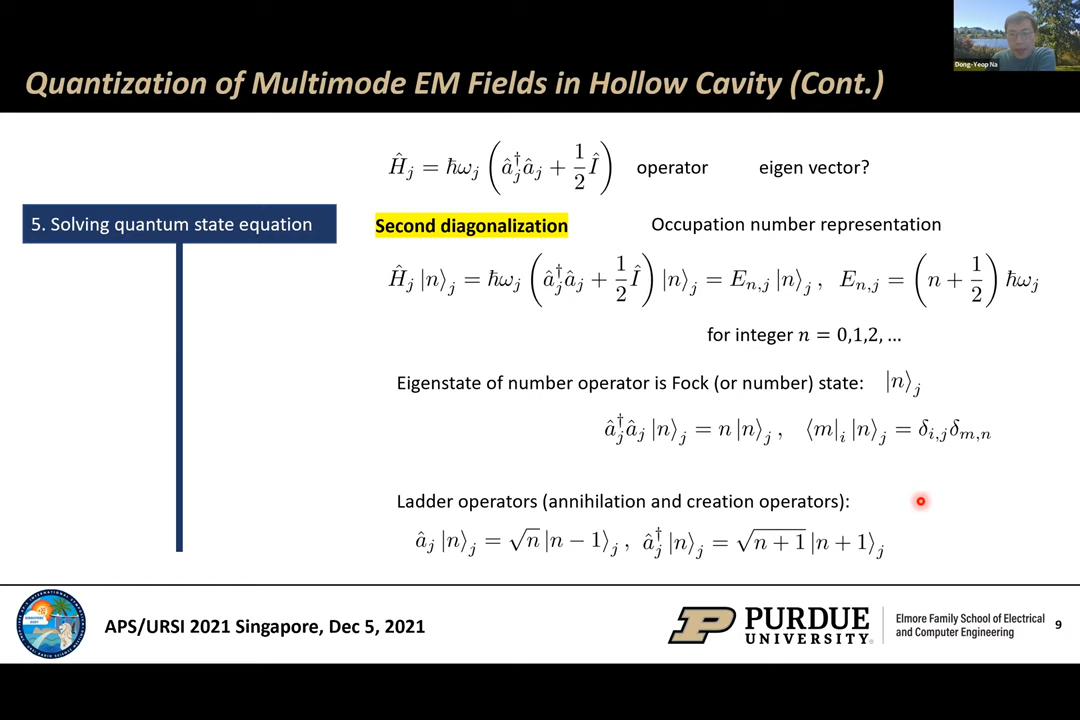 Dong-Yeop Na
Quantization of Multimode EM Fields in Hollow Cavity (Cont.)
Ĥ_j = ħω_j ( â_j^† â_j + 1/2 Î ) operator eigen vector?
5. Solving quantum state equation
Second diagonalization Occupation number representation
Ĥ_j |n⟩_j = ħω_j ( â_j^† â_j + 1/2 Î ) |n⟩_j = E_{n,j} |n⟩_j , E_{n,j} = ( n + 1/2 ) ħω_j
for integer n = 0,1,2, ...
Eigenstate of number operator is Fock (or number) state: |n⟩_j
â_j^† â_j |n⟩_j = n |n⟩_j , ⟨m|_i |n⟩_j = δ_{i,j} δ_{m,n}
Ladder operators (annihilation and creation operators):
â_j |n⟩_j = √n |n − 1⟩_j , â_j^† |n⟩_j = √(n + 1) |n + 1⟩_j
APS/URSI 2021 Singapore, Dec 5, 2021
PURDUE
UNIVERSITY®
Elmore Family School of Electrical
and Computer Engineering
9